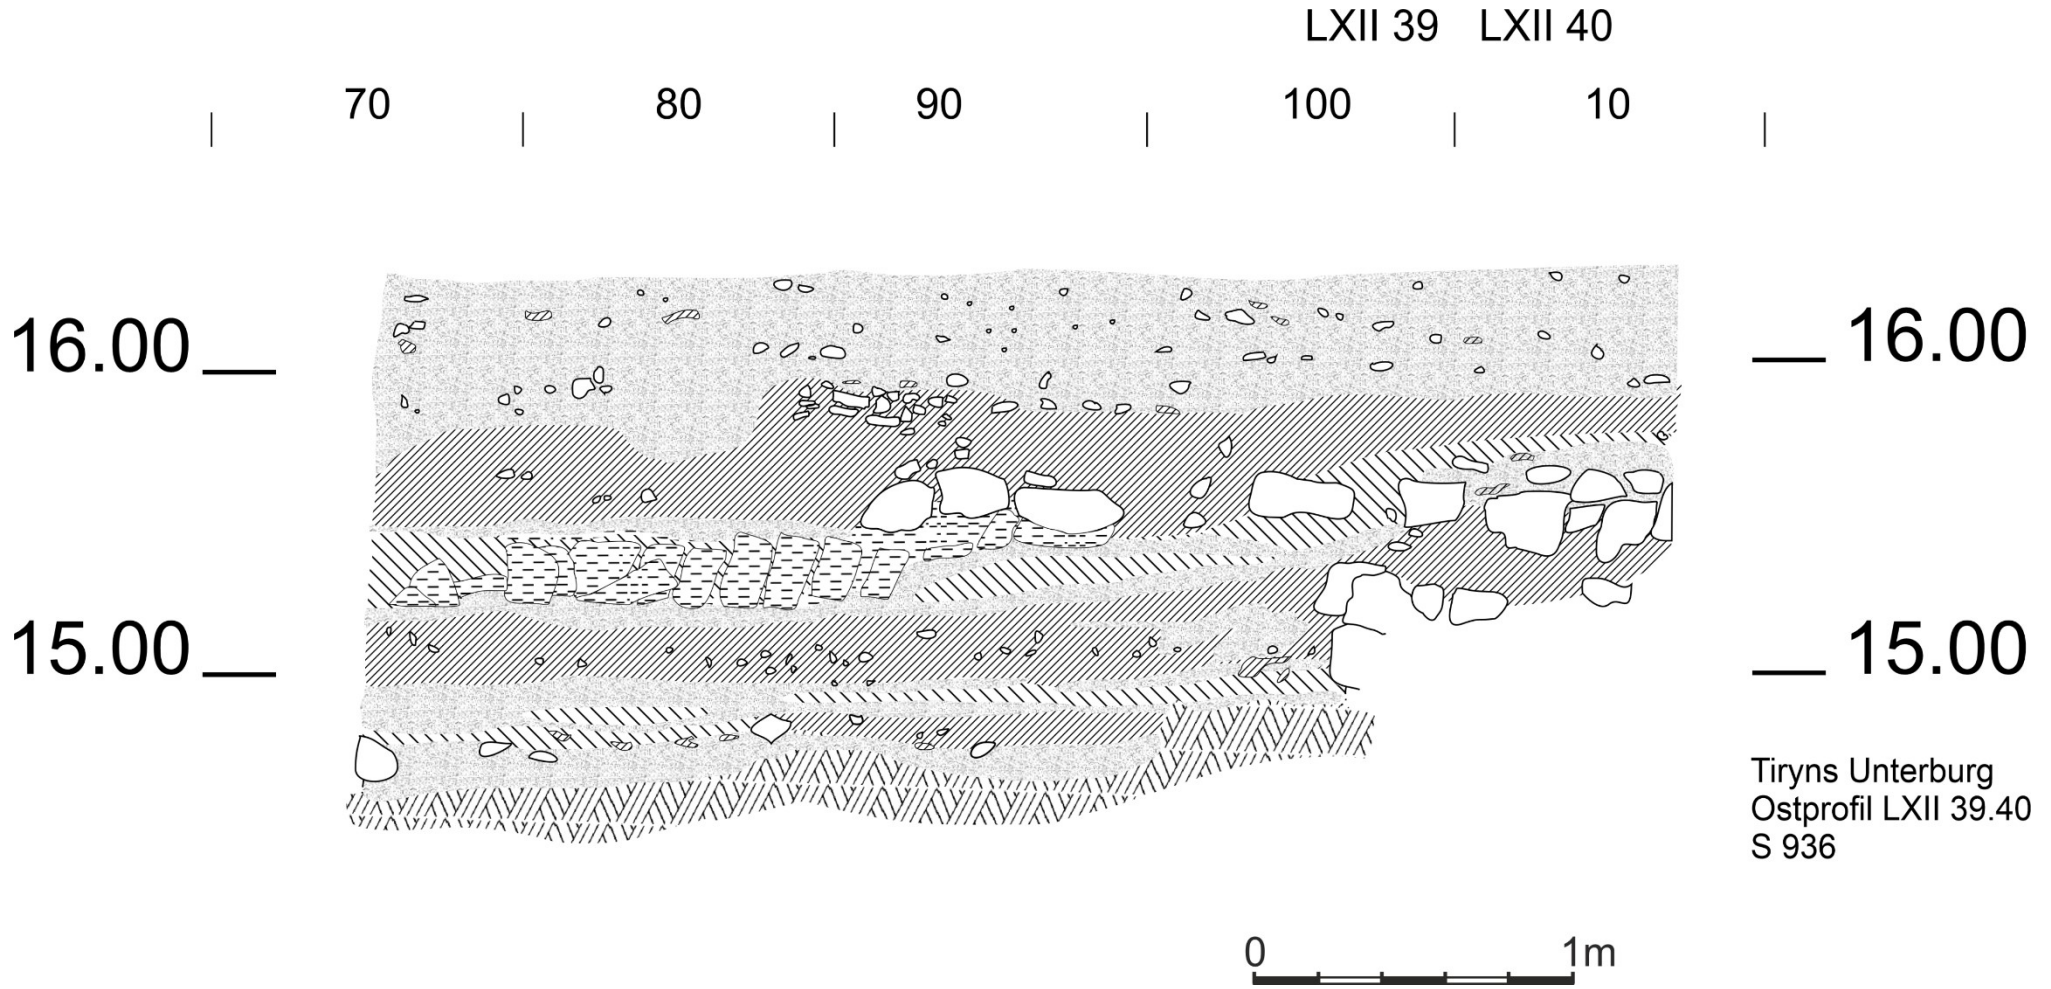 LXII 39 LXII 40
70 80 90 100 10
16.00 16.00
15.00 15.00
Tiryns Unterburg
Ostprofil LXII 39.40
S 936
0 1m